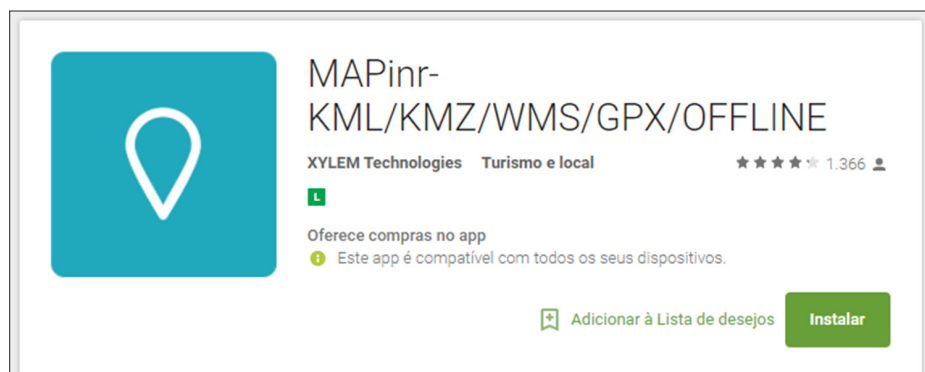 MAPinr-
KML/KMZ/WMS/GPX/OFFLINE
XYLEM Technologies Turismo e local 1.366
L
Oferece compras no app
Este app é compatível com todos os seus dispositivos.
Adicionar à Lista de desejos Instalar